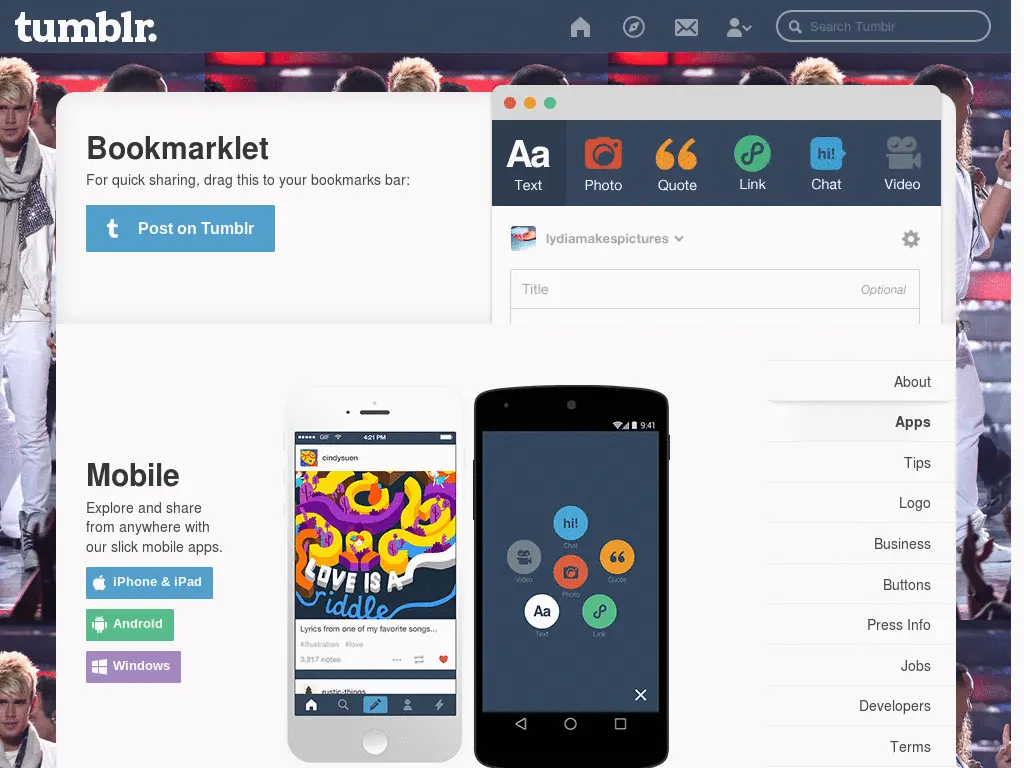 tumblr.
Search Tumblr
Bookmarklet
For quick sharing, drag this to your bookmarks bar:
t Post on Tumblr
Aa
Text
Photo
Quote
Link
hi!
Chat
Video
lydiamakespictures
Title
Optional
About
Apps
Tips
Logo
Business
Buttons
Press Info
Jobs
Developers
Terms
Mobile
Explore and share
from anywhere with
our slick mobile apps.
iPhone & iPad
Android
Windows
GIF
4:21 PM
cindysuen
LOVE IS A
riddle
Lyrics from one of my favorite songs...
#illustration #love
3,217 notes
rustic-things
9:41
hi!
Chat
Video
Quote
Photo
Aa
Text
Link